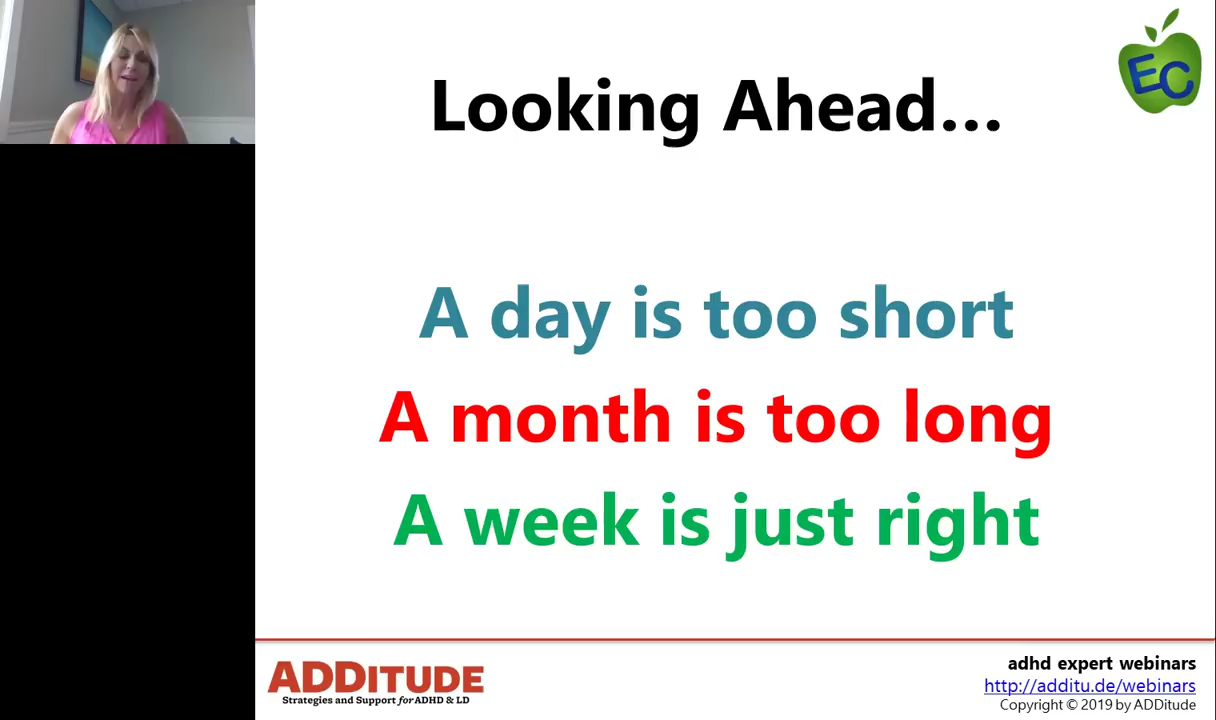 EC
Looking Ahead...
A day is too short
A month is too long
A week is just right
ADDITUDE
Strategies and Support for ADHD & LD
adhd expert webinars
http://additu.de/webinars
Copyright © 2019 by ADDitude